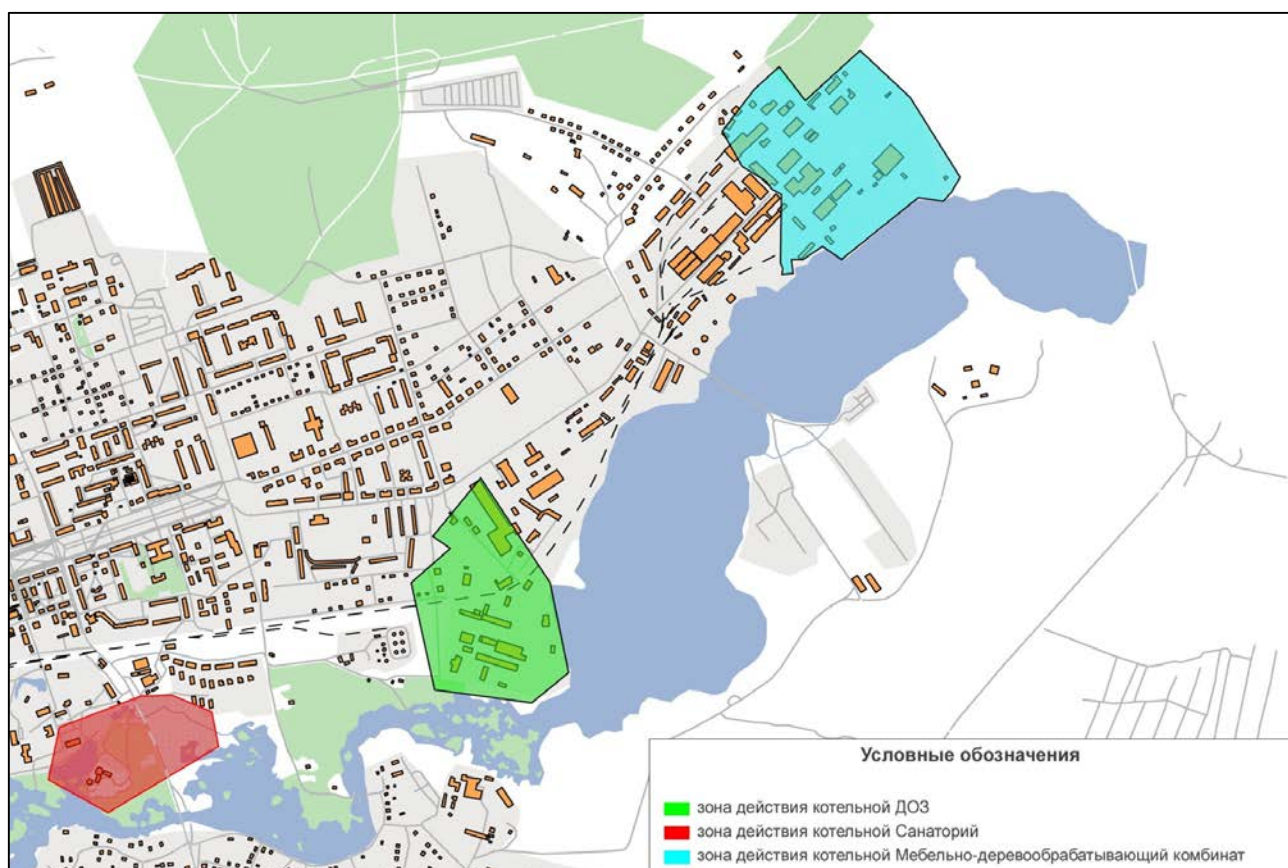 Условные обозначения
зона действия котельной ДОЗ
зона действия котельной Санаторий
зона действия котельной Мебельно-деревообрабатывающий комбинат